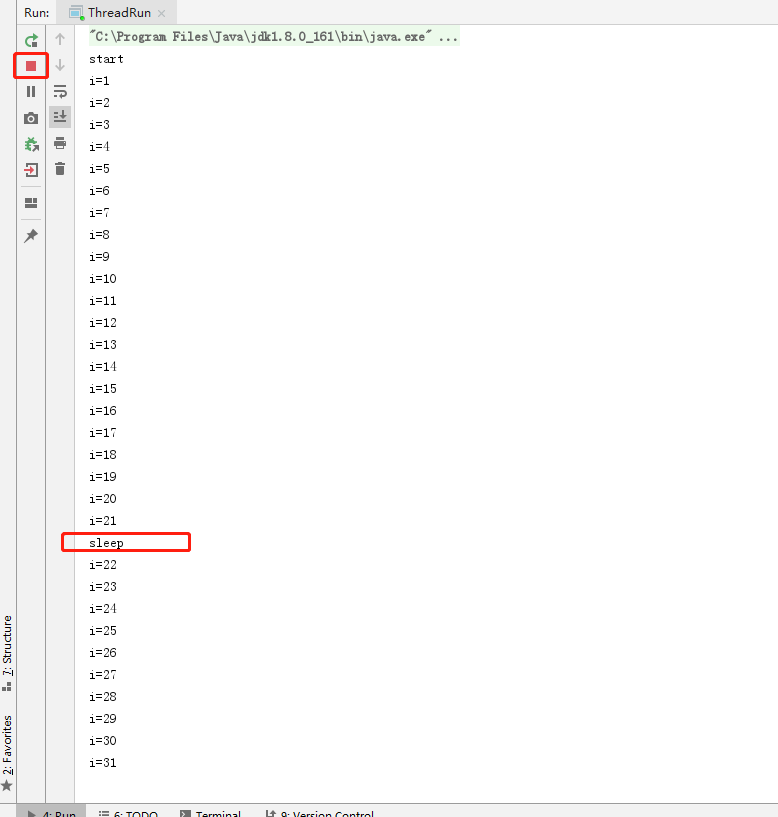 Run: ThreadRun
"C:\Program Files\Java\jdk1.8.0_161\bin\java.exe" ...
start
i=1
i=2
i=3
i=4
i=5
i=6
i=7
i=8
i=9
i=10
i=11
i=12
i=13
i=14
i=15
i=16
i=17
i=18
i=19
i=20
i=21
sleep
i=22
i=23
i=24
i=25
i=26
i=27
i=28
i=29
i=30
i=31
7: Structure
2: Favorites
4: Run 6: TODO Terminal 9: Version Control